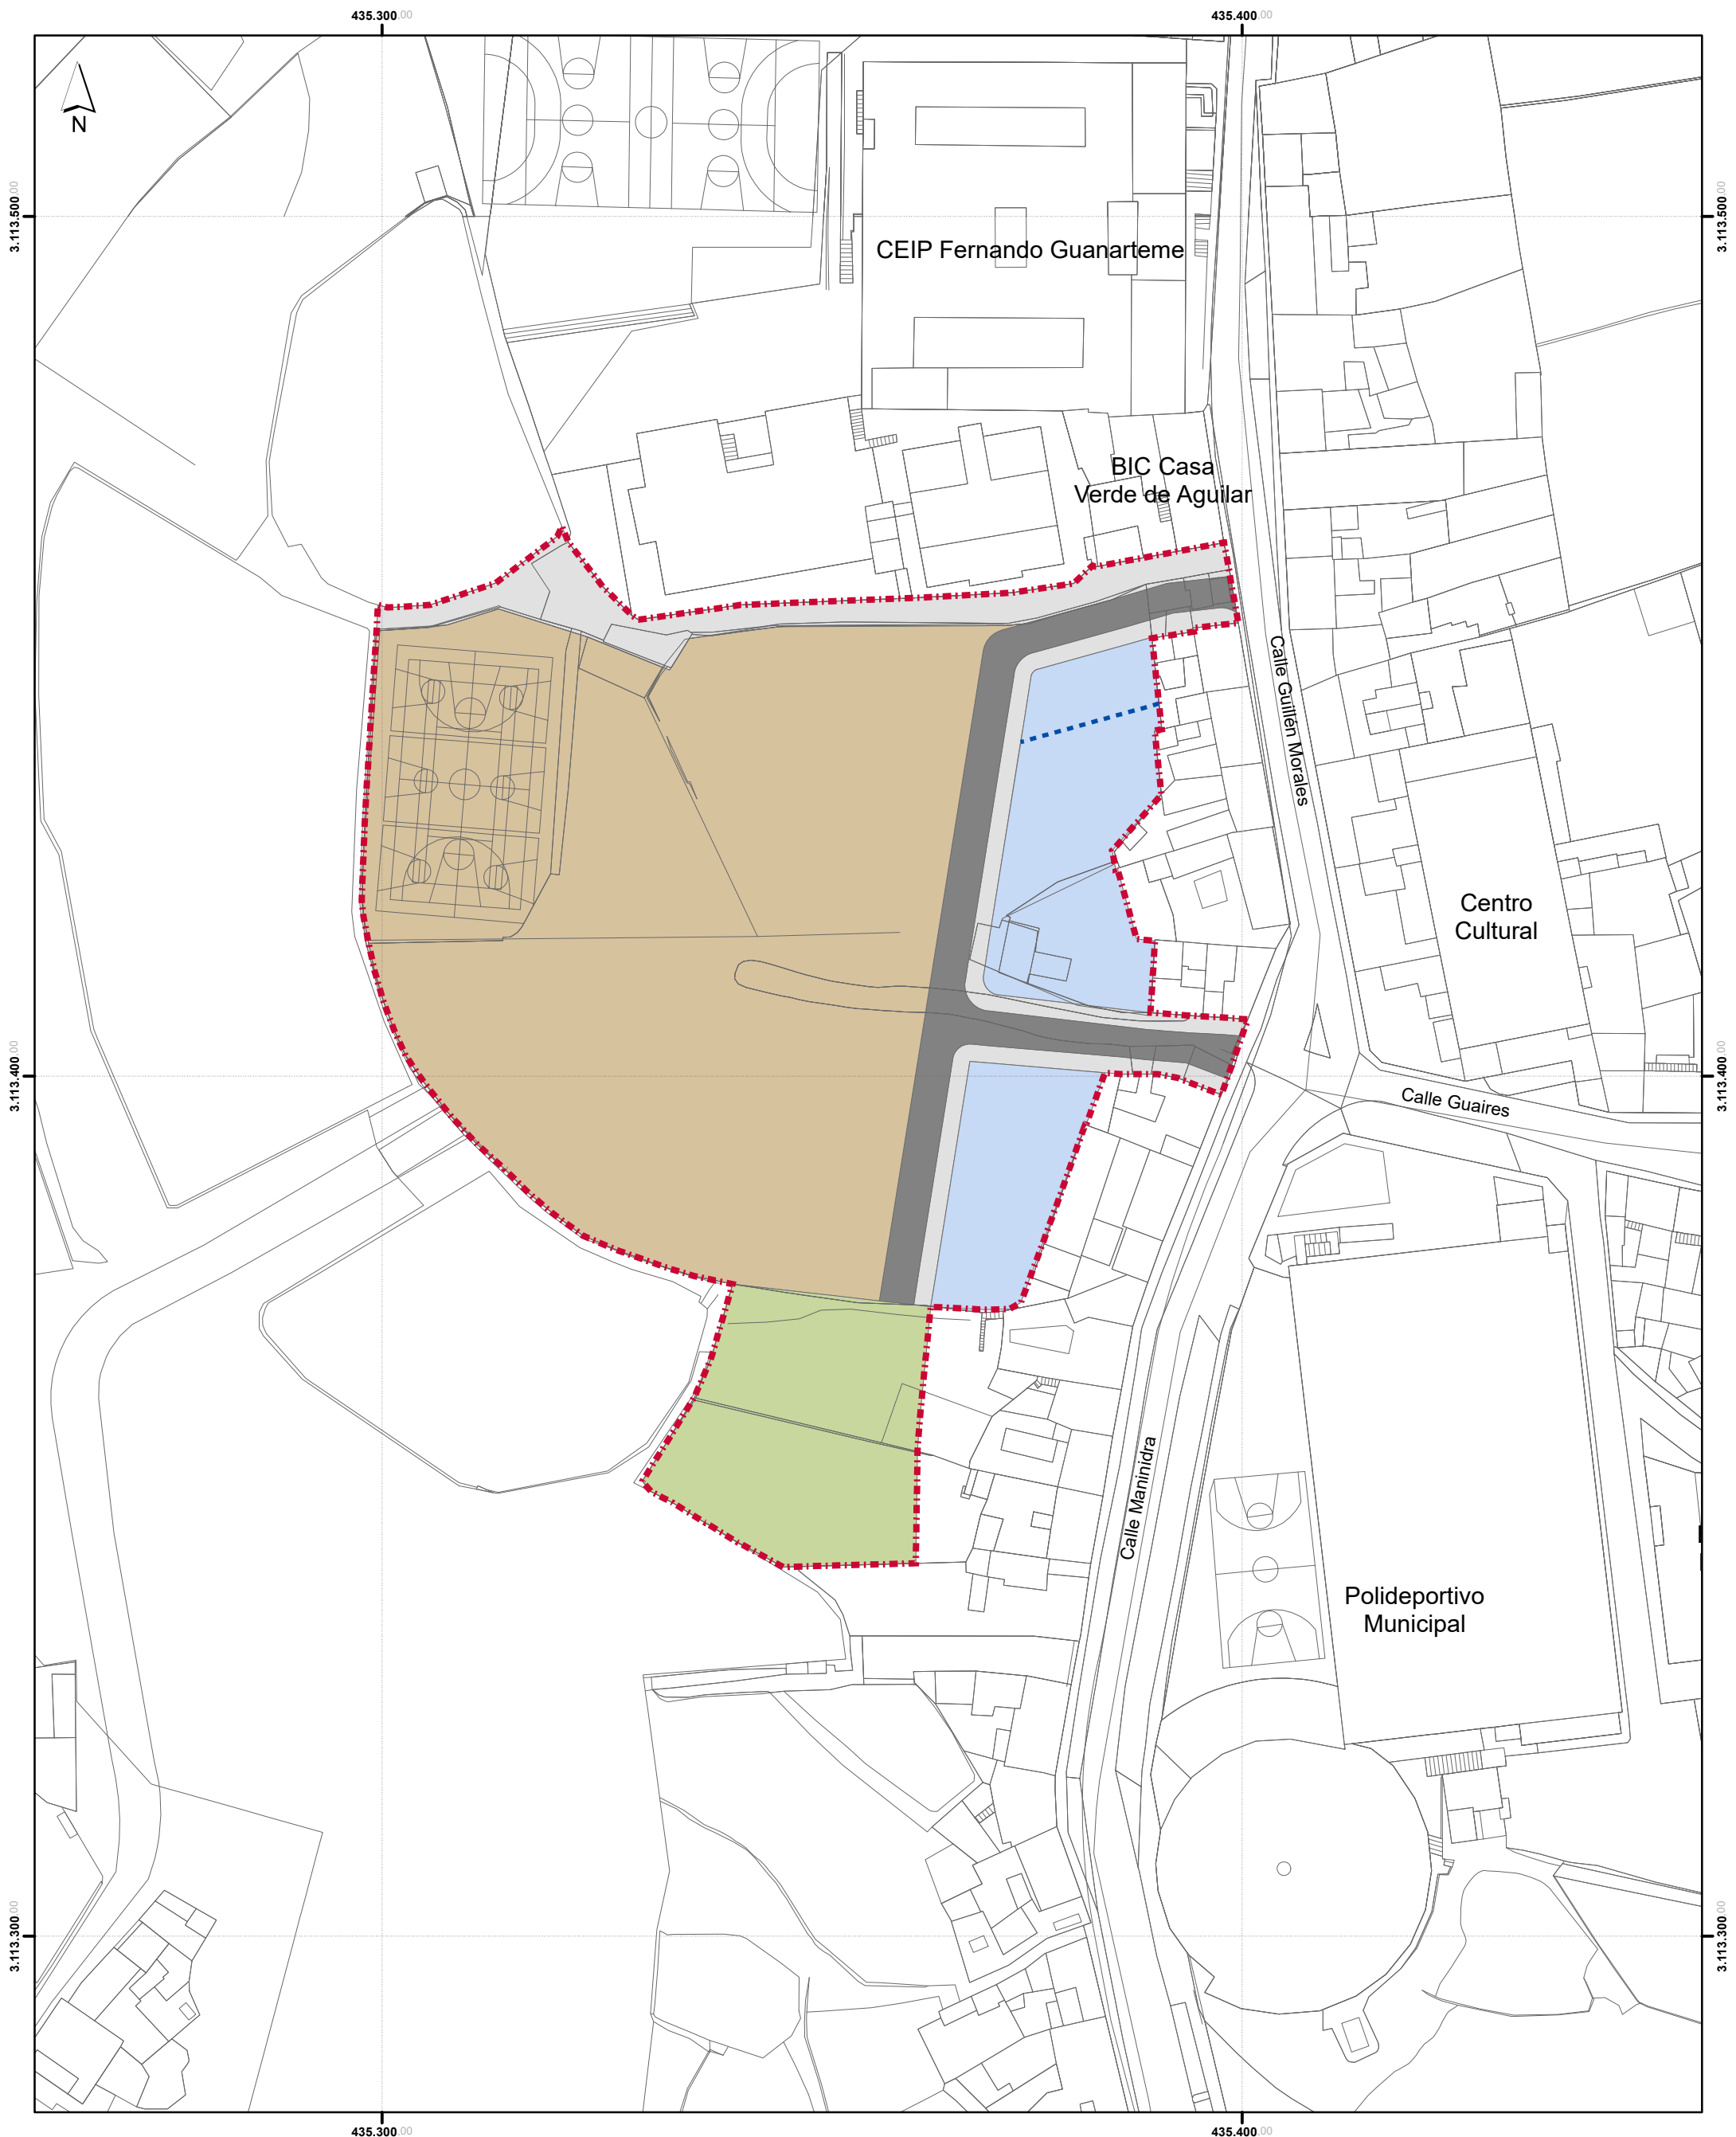 435.300.00
435.400.00
N
3.113.500.00
3.113.500.00
CEIP Fernando Guanarteme
BIC Casa
Verde de Aguilar
Calle Guillén Morales
Centro
Cultural
3.113.400.00
3.113.400.00
Calle Guaires
Calle Maninidra
Polideportivo
Municipal
3.113.300.00
3.113.300.00
435.300.00
435.400.00